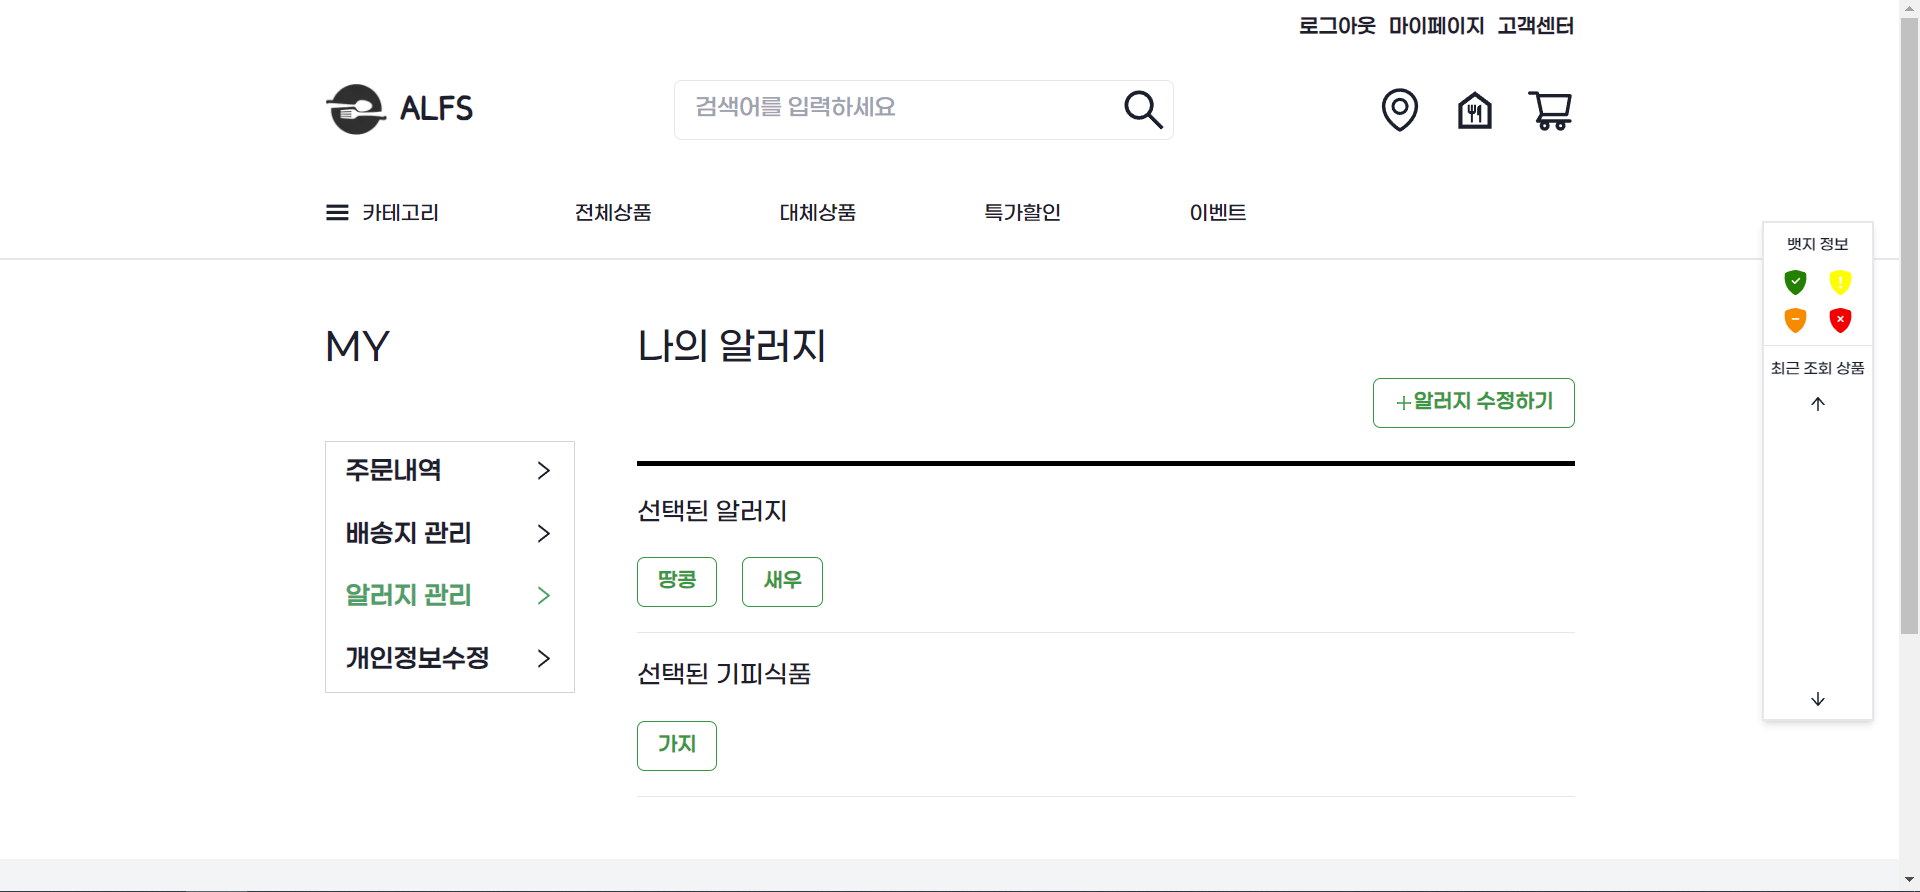 로그아웃 마이페이지 고객센터
ALFS
검색어를 입력하세요
카테고리 전체상품 대체상품 특가할인 이벤트
뱃지 정보
최근 조회 상품
MY
주문내역
배송지 관리
알러지 관리
개인정보수정
나의 알러지
+알러지 수정하기
선택된 알러지
땅콩 새우
선택된 기피식품
가지